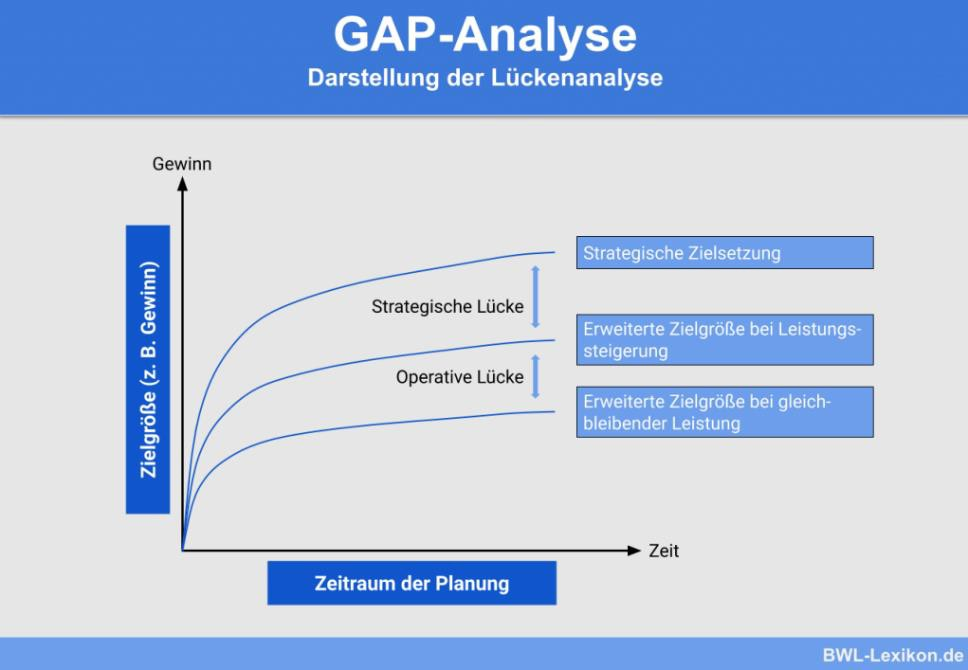 GAP-Analyse
Darstellung der Lückenanalyse
Gewinn
Zielgröße (z. B. Gewinn)
Strategische Zielsetzung
Strategische Lücke
Erweiterte Zielgröße bei Leistungs-
steigerung
Operative Lücke
Erweiterte Zielgröße bei gleich-
bleibender Leistung
Zeit
Zeitraum der Planung
BWL-Lexikon.de